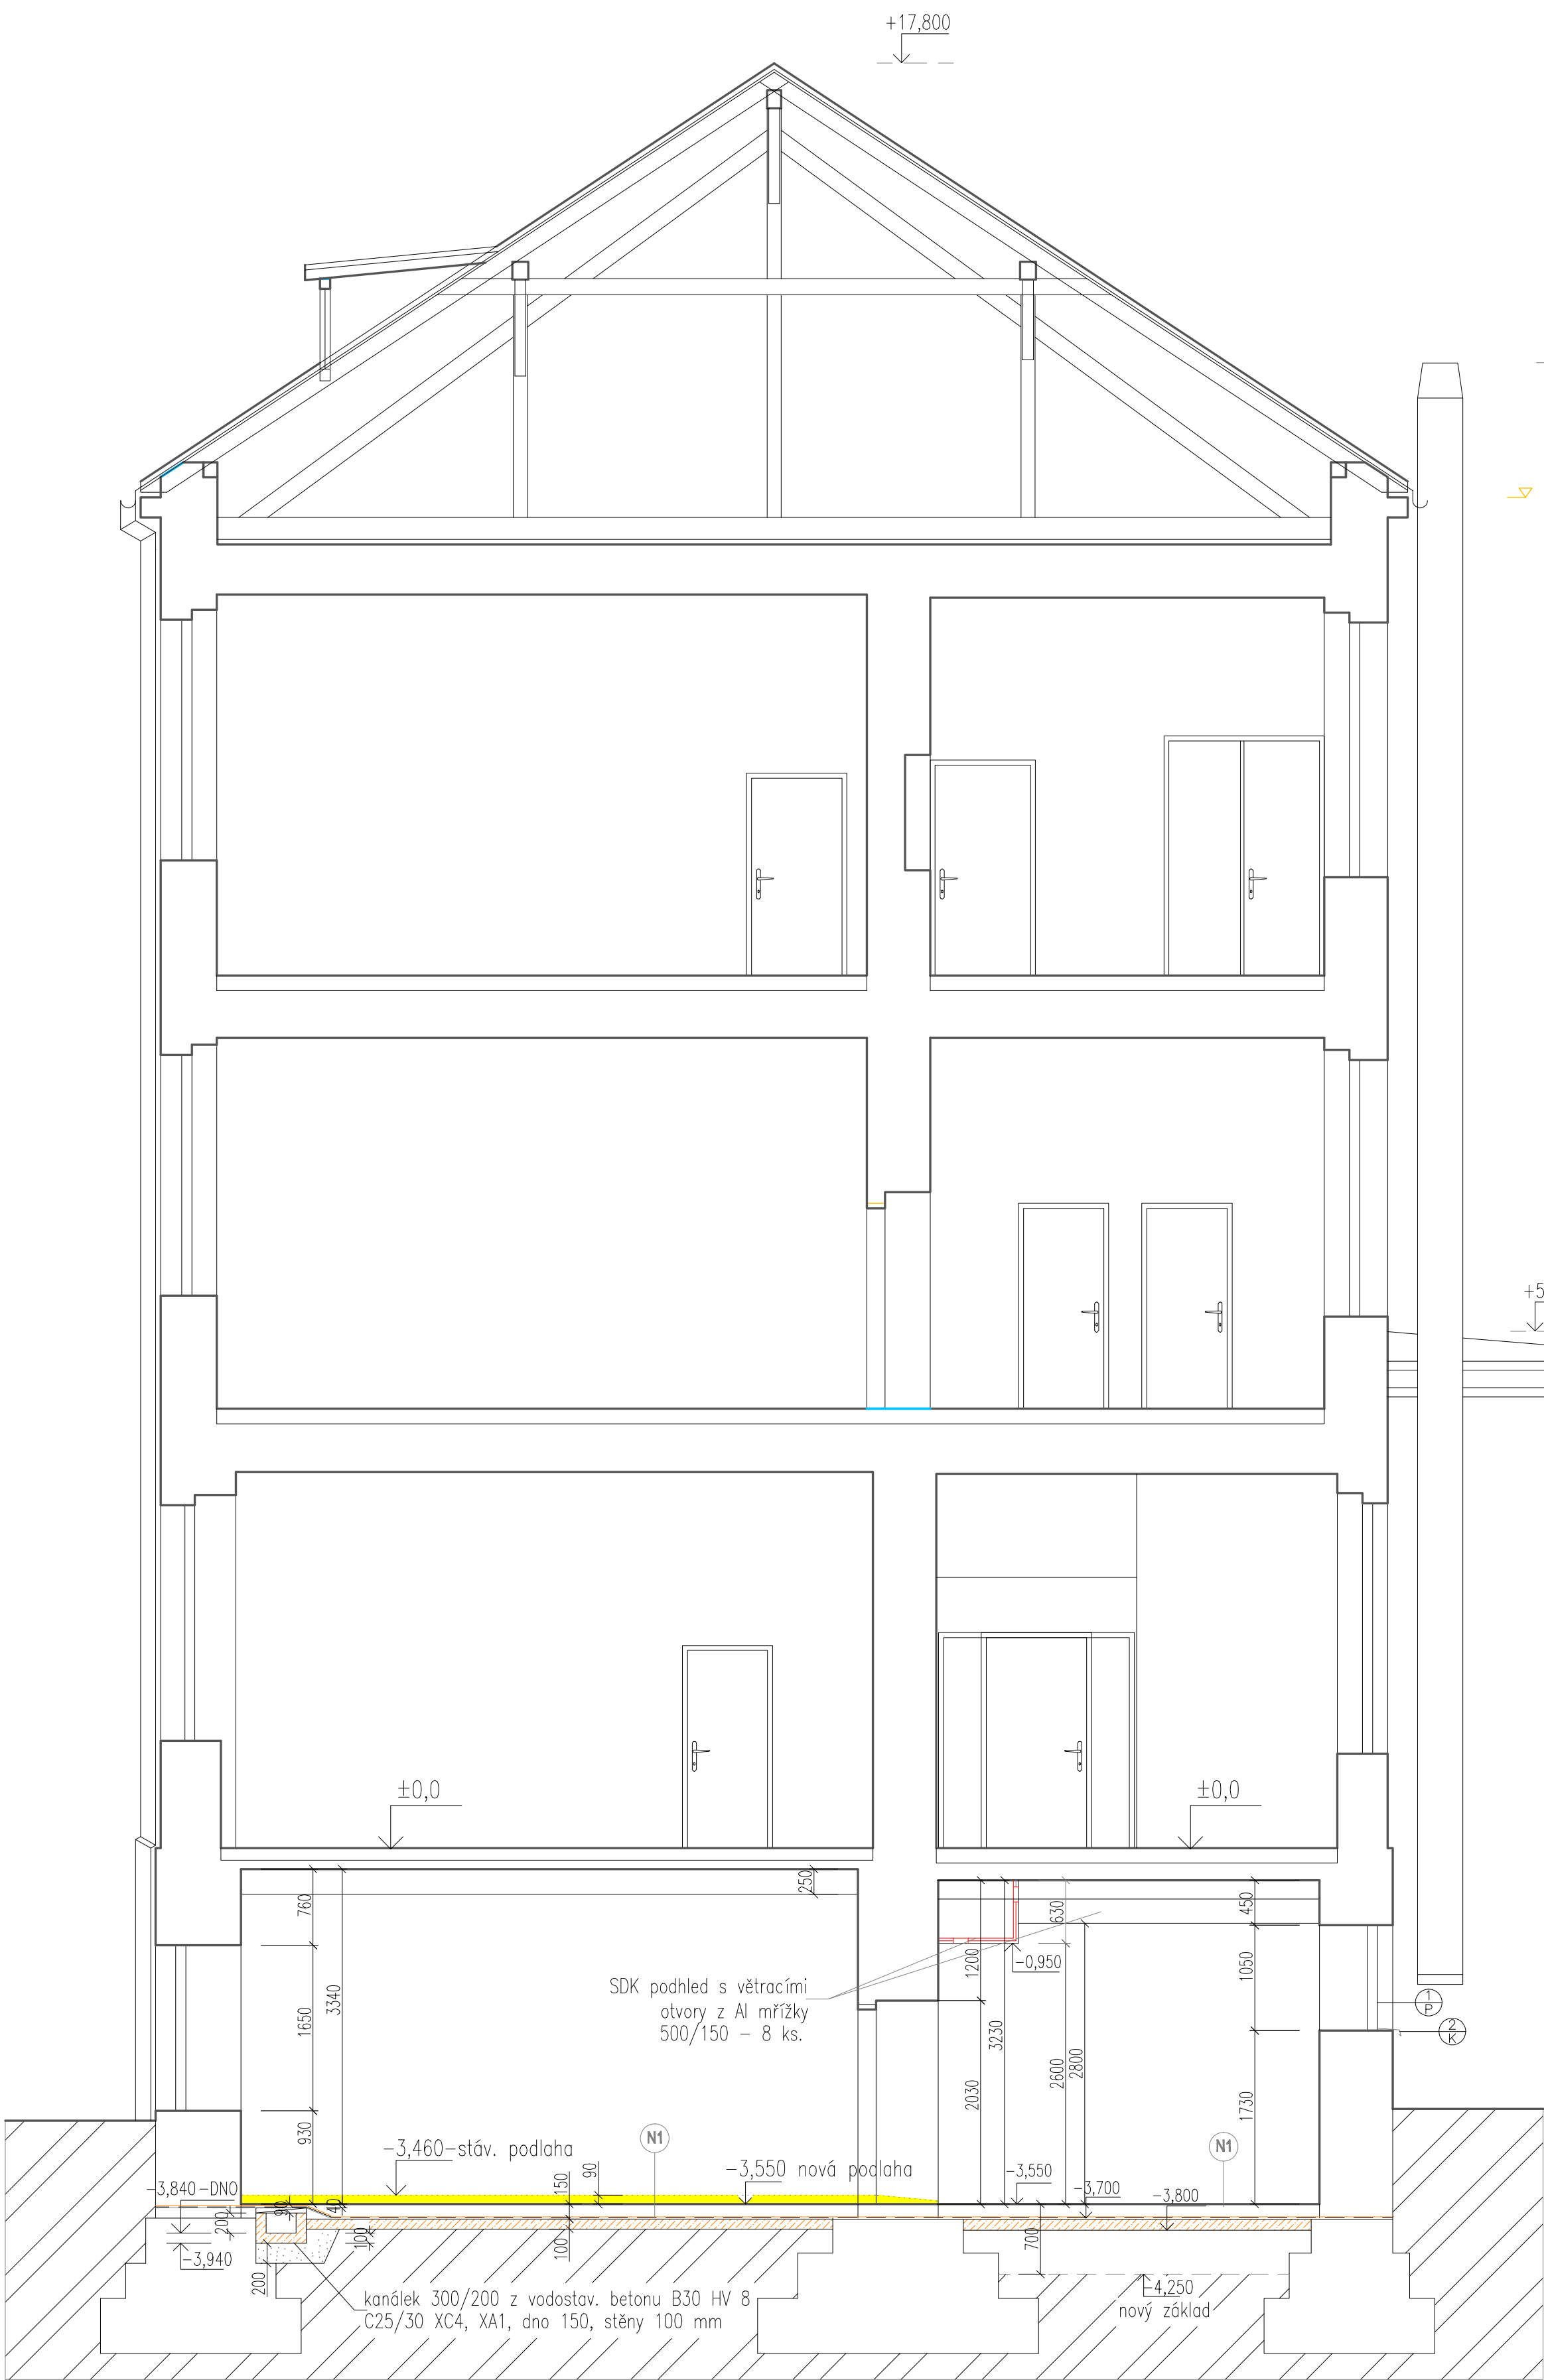 +17,800
+5
±0,0
±0,0
760
1650
930
3340
250
630
450
1200
1050
-0,950
3230
2030
2600
2800
1730
1
P
2
K
SDK podhled s větracími
otvory z Al mřížky
500/150 – 8 ks.
-3,460-stáv. podlaha
N1
N1
-3,550 nová podlaha
-3,550
-3,700
-3,800
150
90
-3,840-DNO
90
40
200
100
100
700
-3,940
200
-4,250
nový základ
kanálek 300/200 z vodostav. betonu B30 HV 8
C25/30 XC4, XA1, dno 150, stěny 100 mm